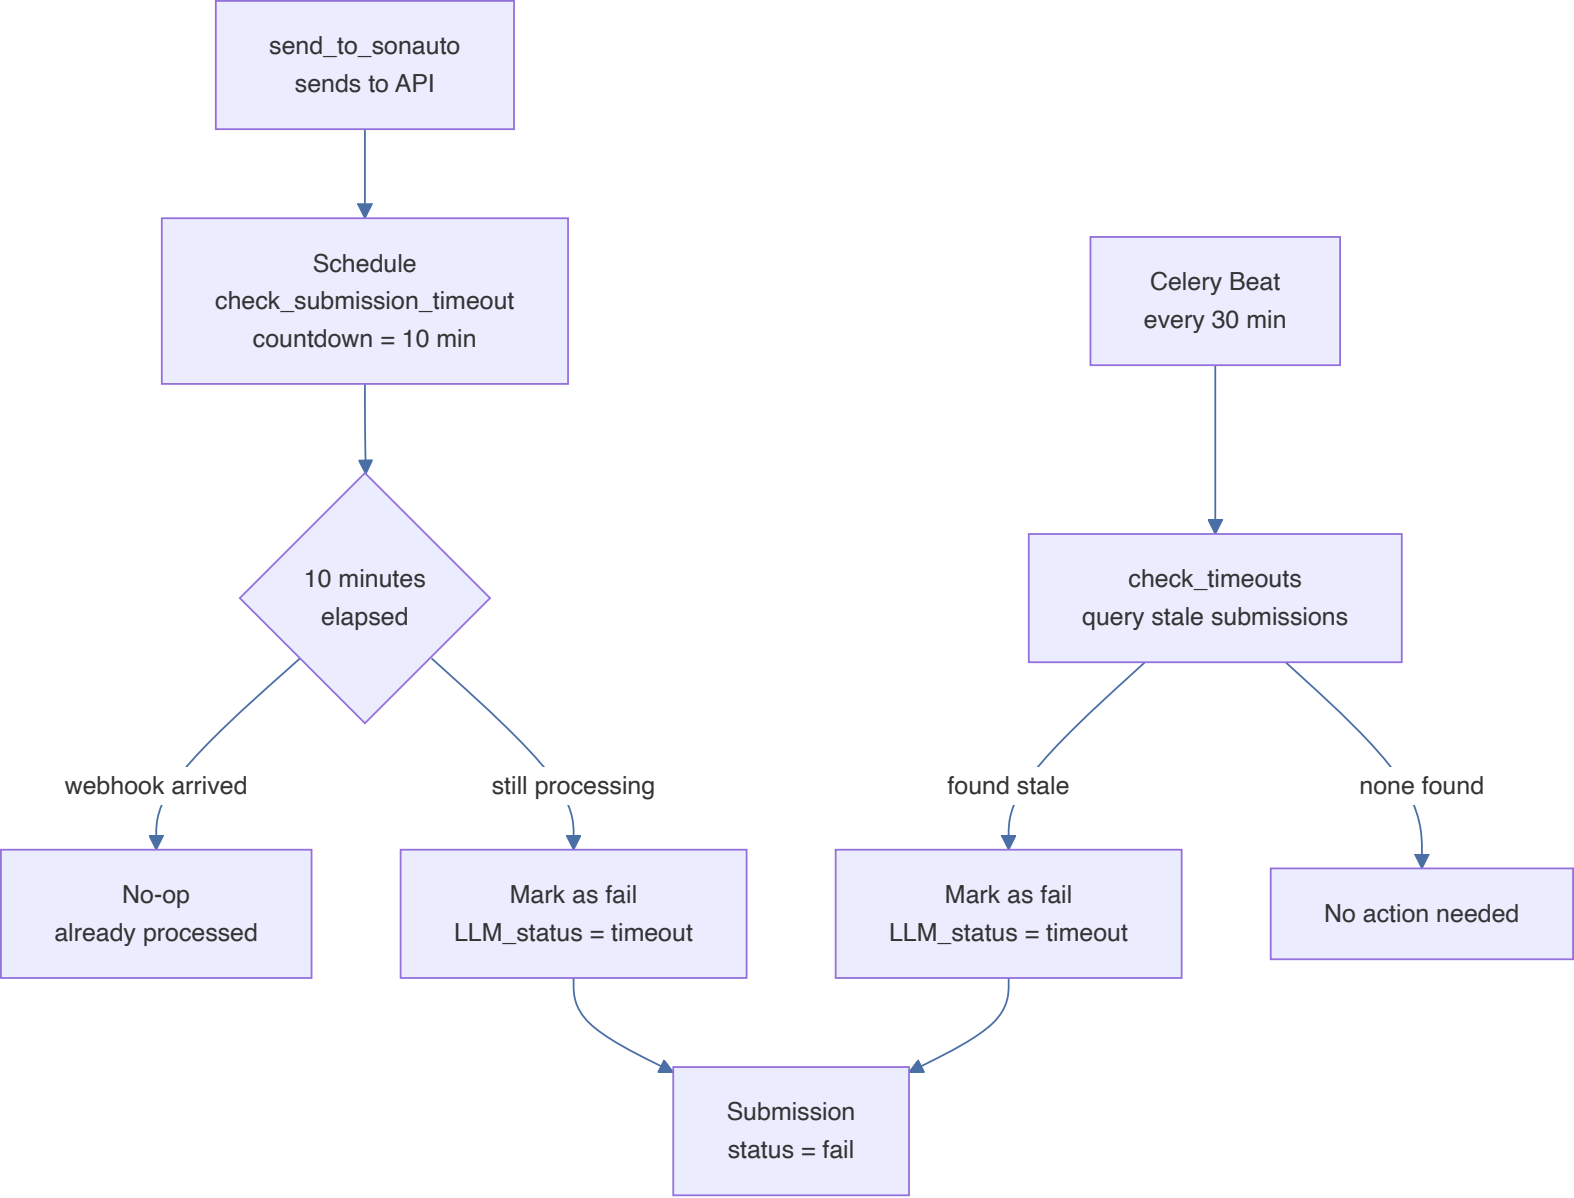 send_to_sonauto
sends to API
Schedule
check_submission_timeout
countdown = 10 min
Celery Beat
every 30 min
10 minutes
elapsed
check_timeouts
query stale submissions
webhook arrived
still processing
found stale
none found
No-op
already processed
Mark as fail
LLM_status = timeout
Mark as fail
LLM_status = timeout
No action needed
Submission
status = fail